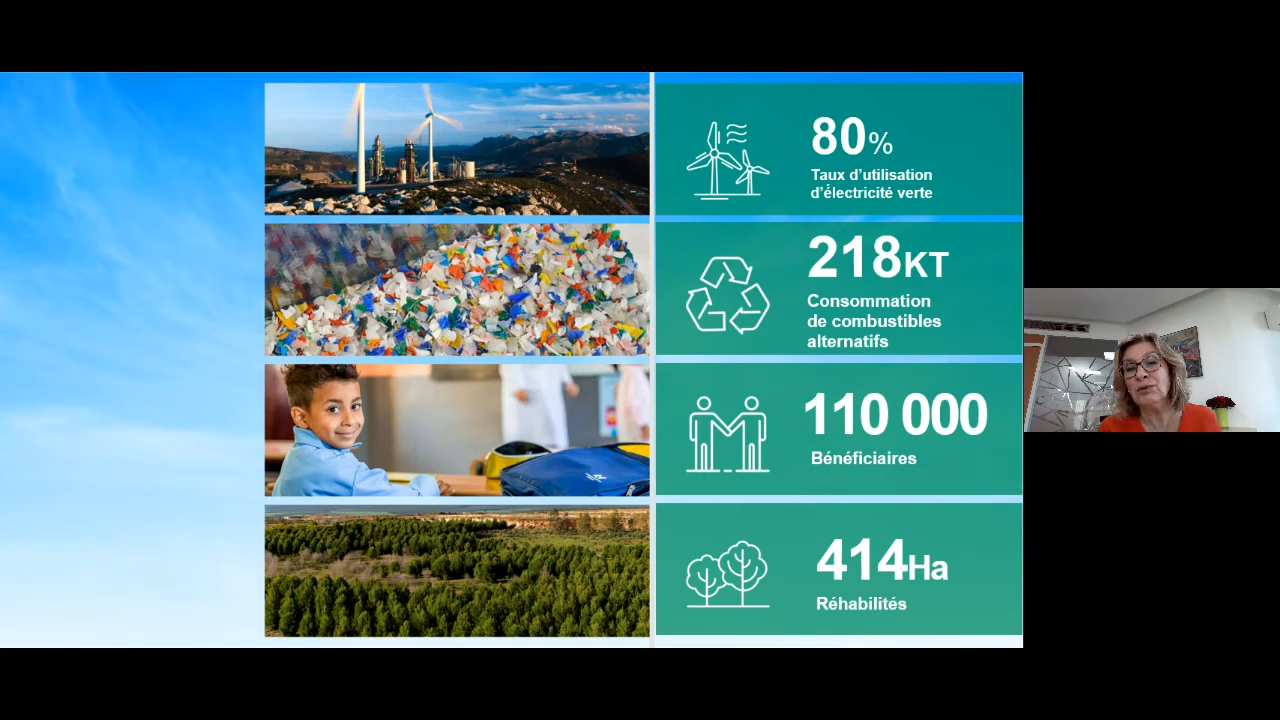 80%
Taux d'utilisation
d'électricité verte
218KT
Consommation
de combustibles
alternatifs
110 000
Bénéficiaires
414Ha
Réhabilités